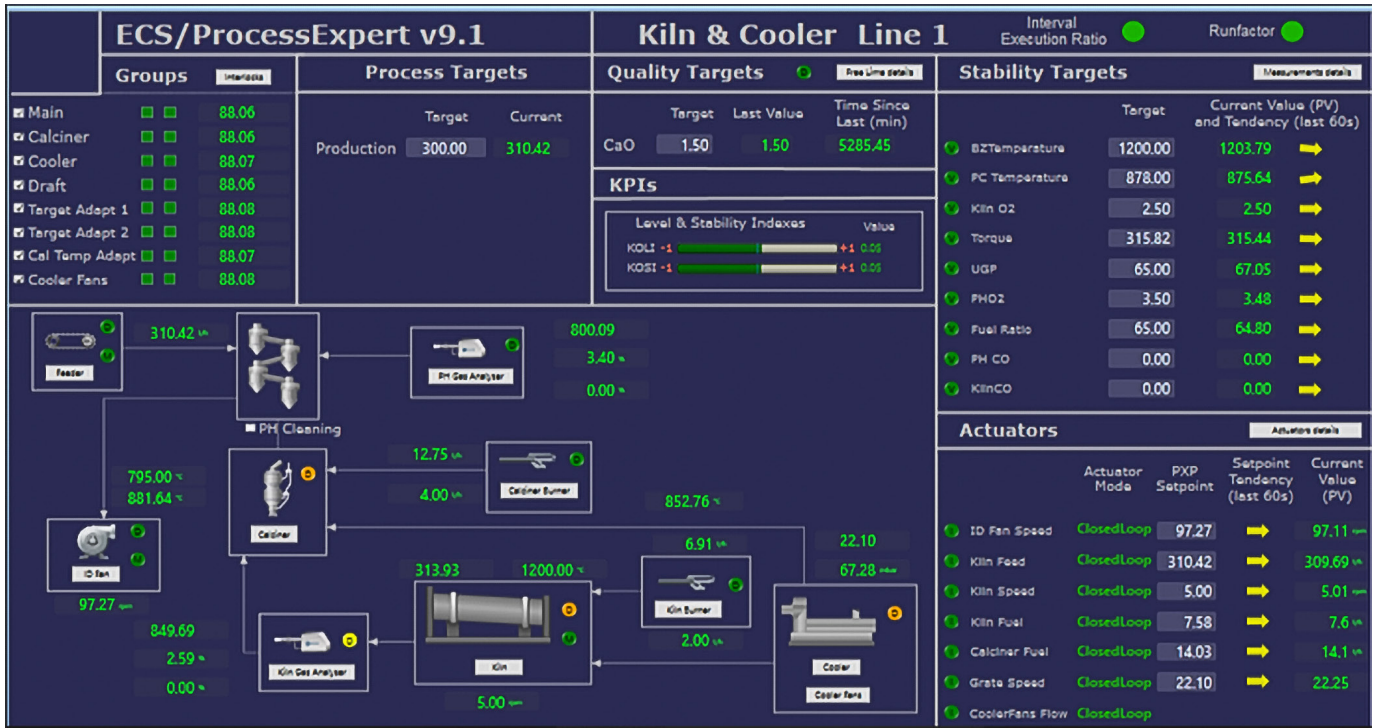 ECS/ProcessExpert v9.1
Kiln & Cooler Line 1
Interval Execution Ratio
Runfactor
Groups
Interlocks
Process Targets
Quality Targets
Free Lime details
Stability Targets
Measurements details
Main 88.06
Calciner 88.06
Cooler 88.07
Draft 88.06
Target Adapt 1 88.08
Target Adapt 2 88.08
Cal Temp Adapt 88.07
Cooler Fans 88.08
Target Current
Production 300.00 310.42
Target Last Value Time Since Last (min)
CaO 1.50 1.50 5285.45
KPIs
Level & Stability Indexes Value
KOLI -1 +1 0.05
KOSI -1 +1 0.05
Target Current Value (PV) and Tendency (last 60s)
BZTemperature 1200.00 1203.79
PC Temperature 878.00 875.64
Kiln O2 2.50 2.50
Torque 315.82 315.44
UGP 65.00 67.05
PHO2 3.50 3.48
Fuel Ratio 65.00 64.80
PH CO 0.00 0.00
KilnCO 0.00 0.00
Feeder
310.42
PH Gas Analyser
800.09
3.40
0.00
PH Cleaning
795.00
881.64
ID Fan
97.27
Calciner
12.75
4.00
Calciner Burner
852.76
6.91
22.10
67.28
Kiln Burner
2.00
313.93 1200.00
Kiln
5.00
849.69
2.59
0.00
Kiln Gas Analyser
Cooler
Cooler Fans
Actuators
Actuators details
Actuator Mode PXP Setpoint Setpoint Tendency (last 60s) Current Value (PV)
ID Fan Speed ClosedLoop 97.27 97.11
Kiln Feed ClosedLoop 310.42 309.69
Kiln Speed ClosedLoop 5.00 5.01
Kiln Fuel ClosedLoop 7.58 7.6
Calciner Fuel ClosedLoop 14.03 14.1
Grate Speed ClosedLoop 22.10 22.25
CoolerFans Flow ClosedLoop